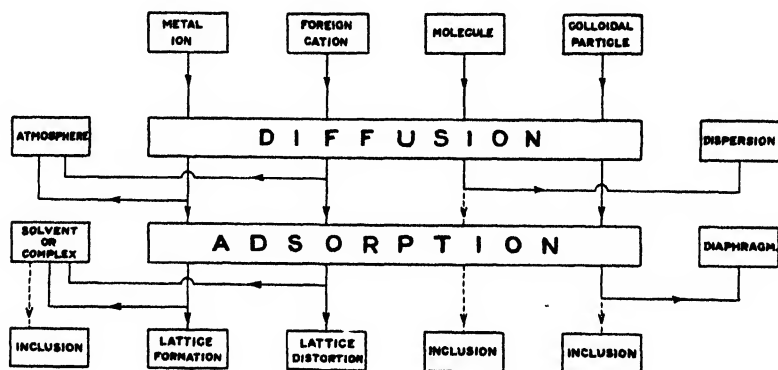 METAL
ION
FOREIGN
CATION
MOLECULE
COLLOIDAL
PARTICLE
ATMOSPHERE
DIFFUSION
DISPERSION
SOLVENT
OR
COMPLEX
ADSORPTION
DIAPHRAGM.
INCLUSION
LATTICE
FORMATION
LATTICE
DISTORTION
INCLUSION
INCLUSION